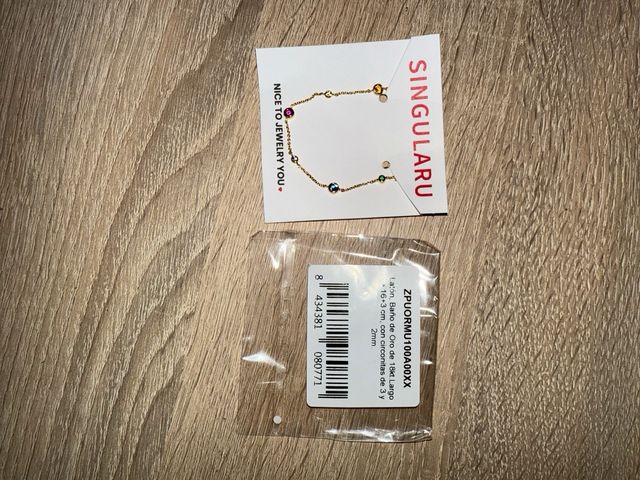 SINGULARU
NICE TO JEWELRY YOU♥
ZPUORMU100A00XX
Latón, Baño de Oro de 18kt.Largo
16+3 cm, con circonitas de 3 y
2mm
8 434381 080771